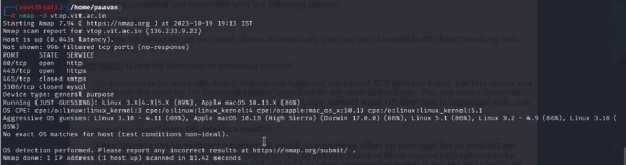 (root㉿kali)-[/home/paavan]
# nmap -O vtop.vit.ac.in
Starting Nmap 7.94 ( https://nmap.org ) at 2023-10-19 19:13 IST
Nmap scan report for vtop.vit.ac.in (136.233.9.22)
Host is up (0.043s latency).
Not shown: 996 filtered tcp ports (no-response)
PORT STATE SERVICE
80/tcp open http
443/tcp open https
465/tcp closed smtps
3306/tcp closed mysql
Device type: general purpose
Running (JUST GUESSING): Linux 3.X|4.X|5.X (89%), Apple macOS 10.13.X (86%)
OS CPE: cpe:/o:linux:linux_kernel:3 cpe:/o:linux:linux_kernel:4 cpe:/o:apple:mac_os_x:10.13 cpe:/o:linux:linux_kernel:5.1
Aggressive OS guesses: Linux 3.10 - 4.11 (89%), Apple macOS 10.13 (High Sierra) (Darwin 17.0.0) (86%), Linux 5.1 (86%), Linux 3.2 - 4.9 (86%), Linux 3.18 (
85%)
No exact OS matches for host (test conditions non-ideal).
OS detection performed. Please report any incorrect results at https://nmap.org/submit/ .
Nmap done: 1 IP address (1 host up) scanned in 11.42 seconds